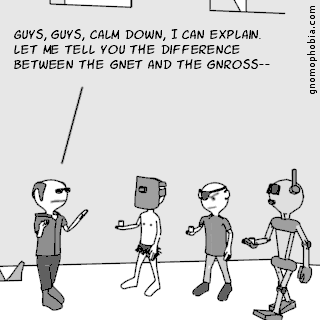 GUYS, GUYS, CALM DOWN, I CAN EXPLAIN.
LET ME TELL YOU THE DIFFERENCE
BETWEEN THE GNET AND THE GNROSS--
gnomophobia.com